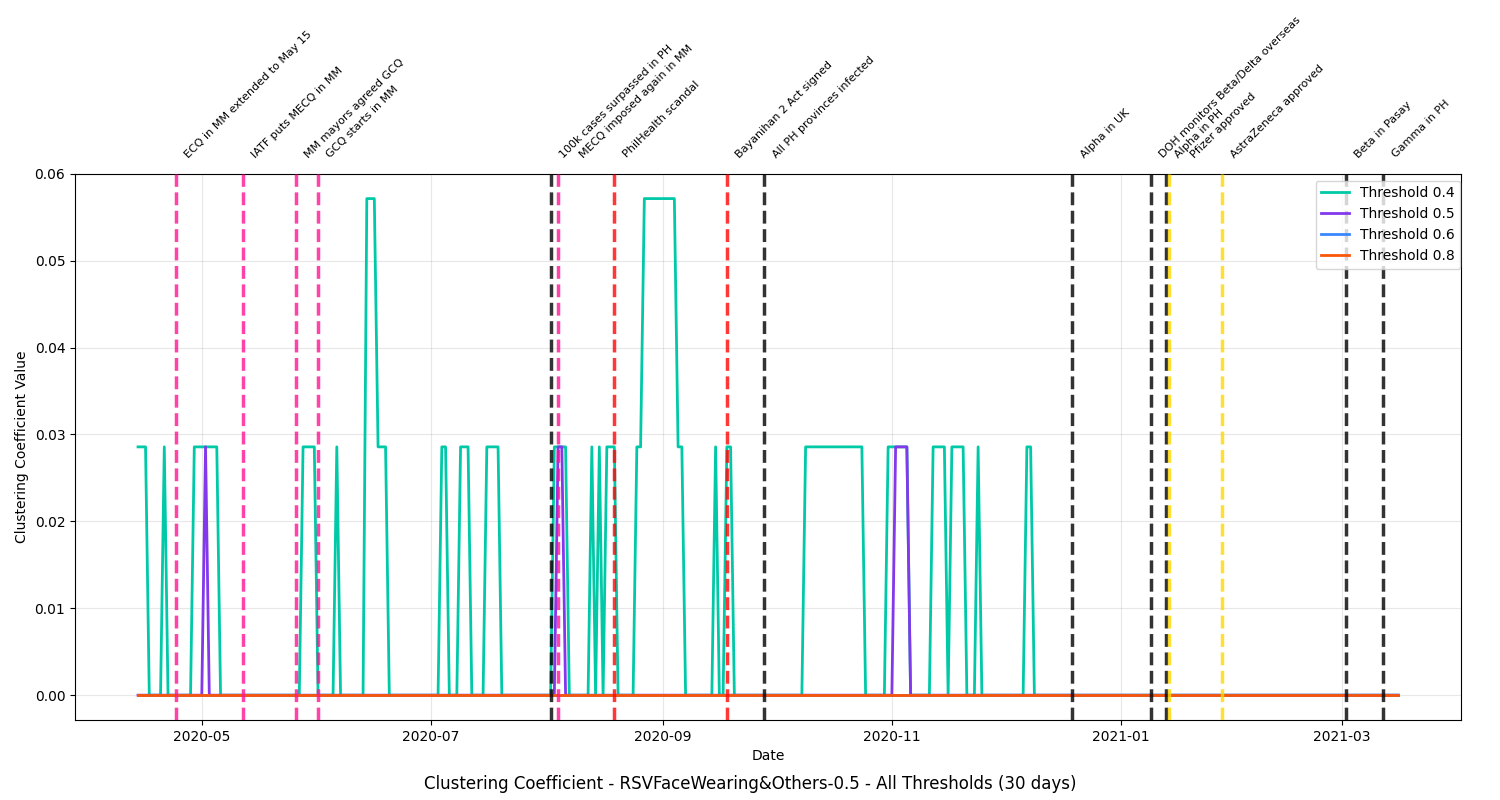 ECQ in MM extended to May 15
IATF puts MECQ in MM
MM mayors agreed GCQ
GCQ starts in MM
100k cases surpassed in PH
MECQ imposed again in MM
PhilHealth scandal
Bayanihan 2 Act signed
All PH provinces infected
Alpha in UK
DOH monitors Beta/Delta overseas
Alpha in PH
Pfizer approved
AstraZeneca approved
Beta in Pasay
Gamma in PH
Threshold 0.4
Threshold 0.5
Threshold 0.6
Threshold 0.8
0.06
0.05
0.04
0.03
0.02
0.01
0.00
Clustering Coefficient Value
2020-05
2020-07
2020-09
2020-11
2021-01
2021-03
Date
Clustering Coefficient - RSVFaceWearing&Others-0.5 - All Thresholds (30 days)